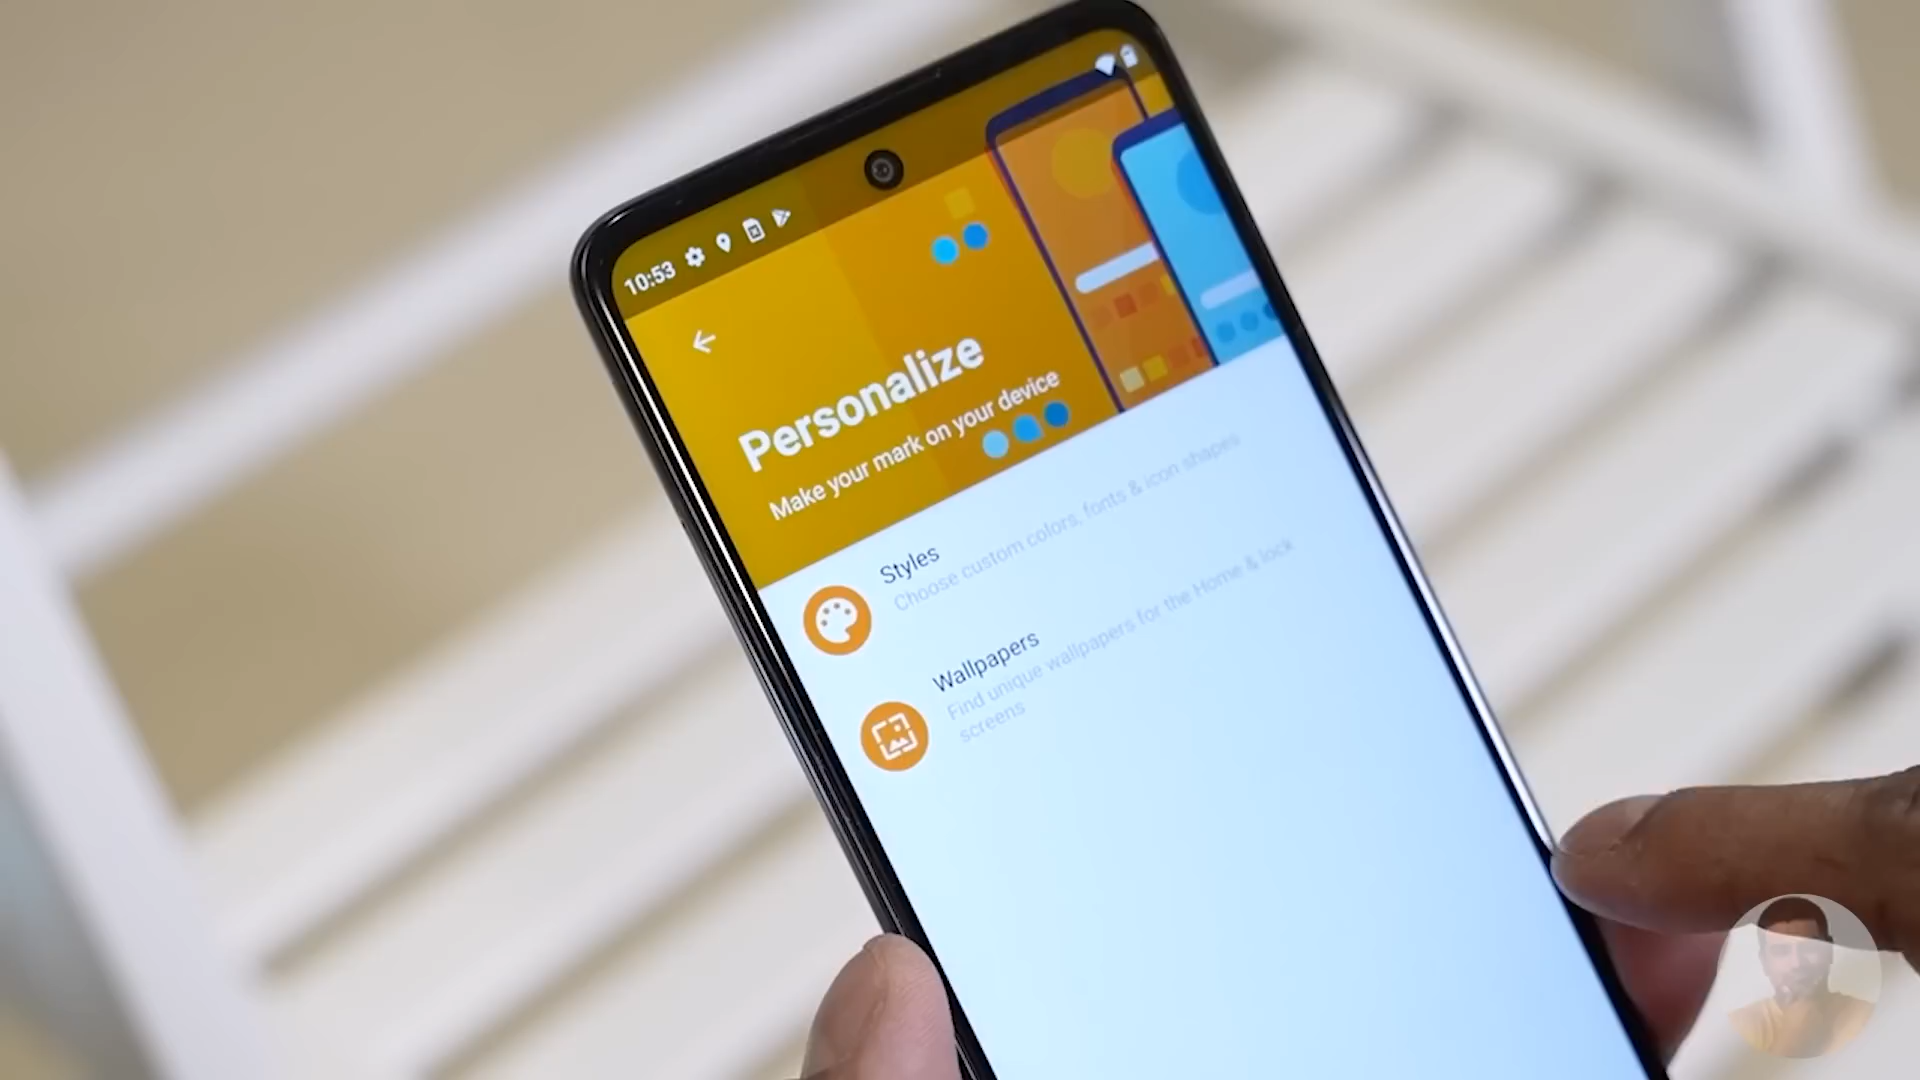 10:53
Personalize
Make your mark on your device
Styles
Choose custom colors, fonts & icon shapes
Wallpapers
Find unique wallpapers for the Home & lock
screens